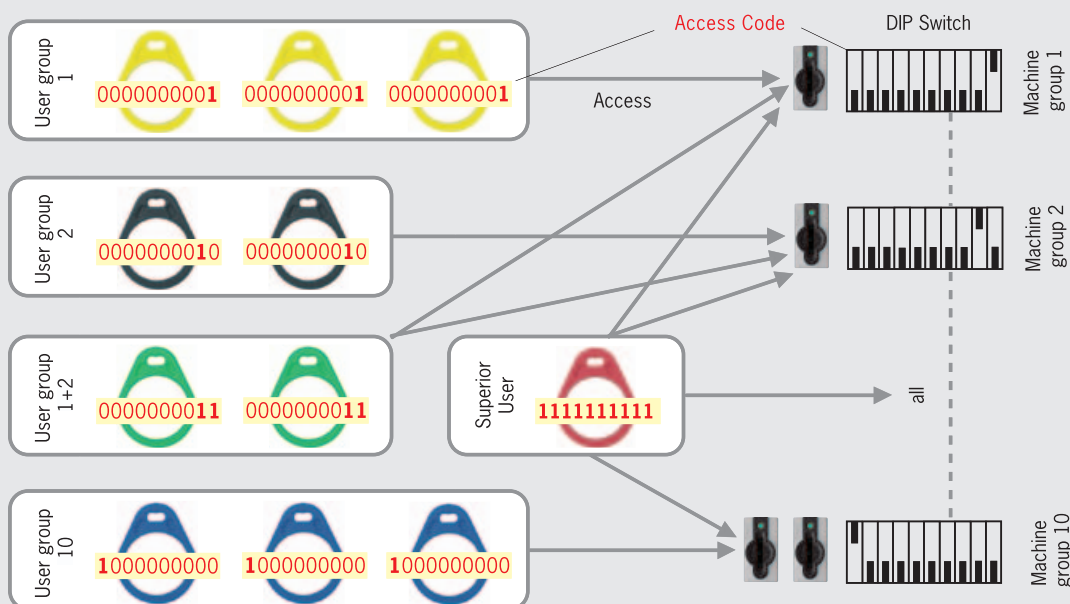 Access Code
DIP Switch
User group
1
0000000001
0000000001
0000000001
Access
Machine
group 1
User group
2
0000000010
0000000010
Machine
group 2
User group
1+2
0000000011
0000000011
Superior
User
1111111111
all
User group
10
1000000000
1000000000
1000000000
Machine
group 10